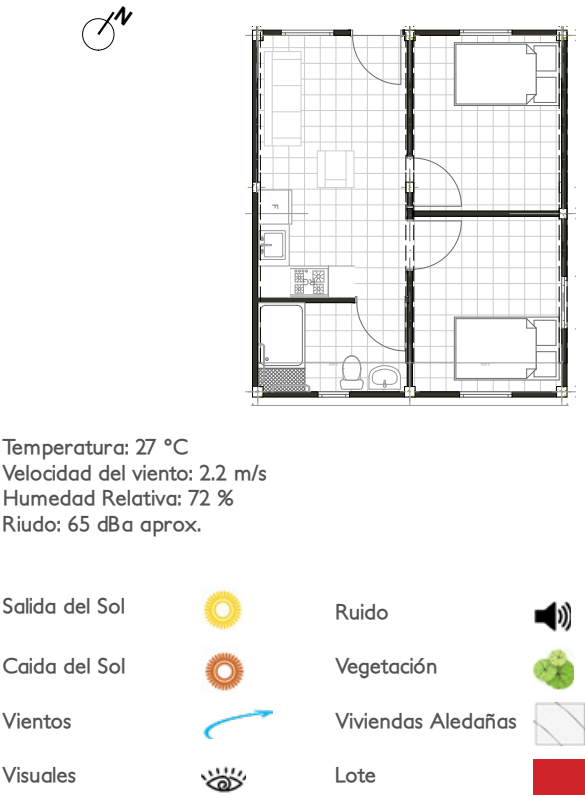 N
F
Temperatura: 27 °C
Velocidad del viento: 2.2 m/s
Humedad Relativa: 72 %
Riudo: 65 dBa aprox.
Salida del Sol
Ruido
Caida del Sol
Vegetación
Vientos
Viviendas Aledañas
Visuales
Lote